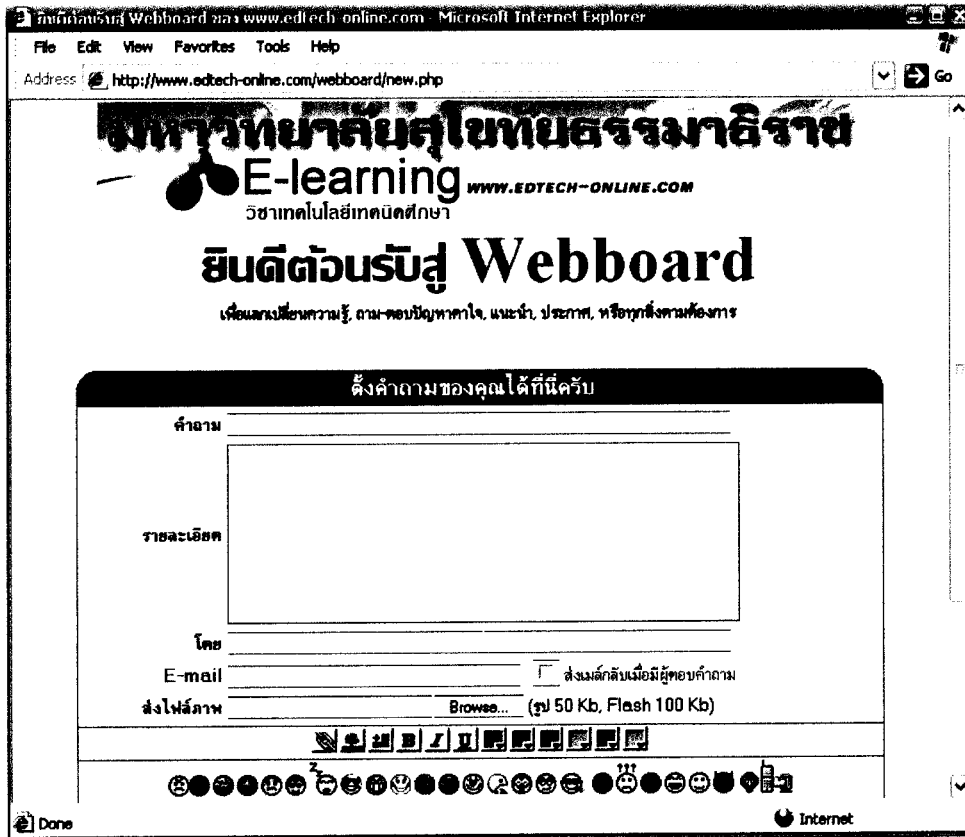 ยินดีต้อนรับสู่ Webboard ของ www.edtech-online.com - Microsoft Internet Explorer
File Edit View Favorites Tools Help
Address http://www.edtech-online.com/webboard/new.php Go
มหาวิทยาลัยสุโขทัยธรรมาธิราช
E-learning WWW.EDTECH-ONLINE.COM
วิชาเทคโนโลยีเทคนิคศึกษา
ยินดีต้อนรับสู่ Webboard
เพื่อแลกเปลี่ยนความรู้, ถาม-ตอบปัญหาคาใจ, แนะนำ, ประกาศ, หรือทุกสิ่งตามต้องการ
ตั้งคำถามของคุณได้ที่นี่ครับ
คำถาม
รายละเอียด
โดย
E-mail ส่งเมล์กลับเมื่อมีผู้ตอบคำถาม
ส่งไฟล์ภาพ Browse... (รูป 50 Kb, Flash 100 Kb)
B I U
Done Internet